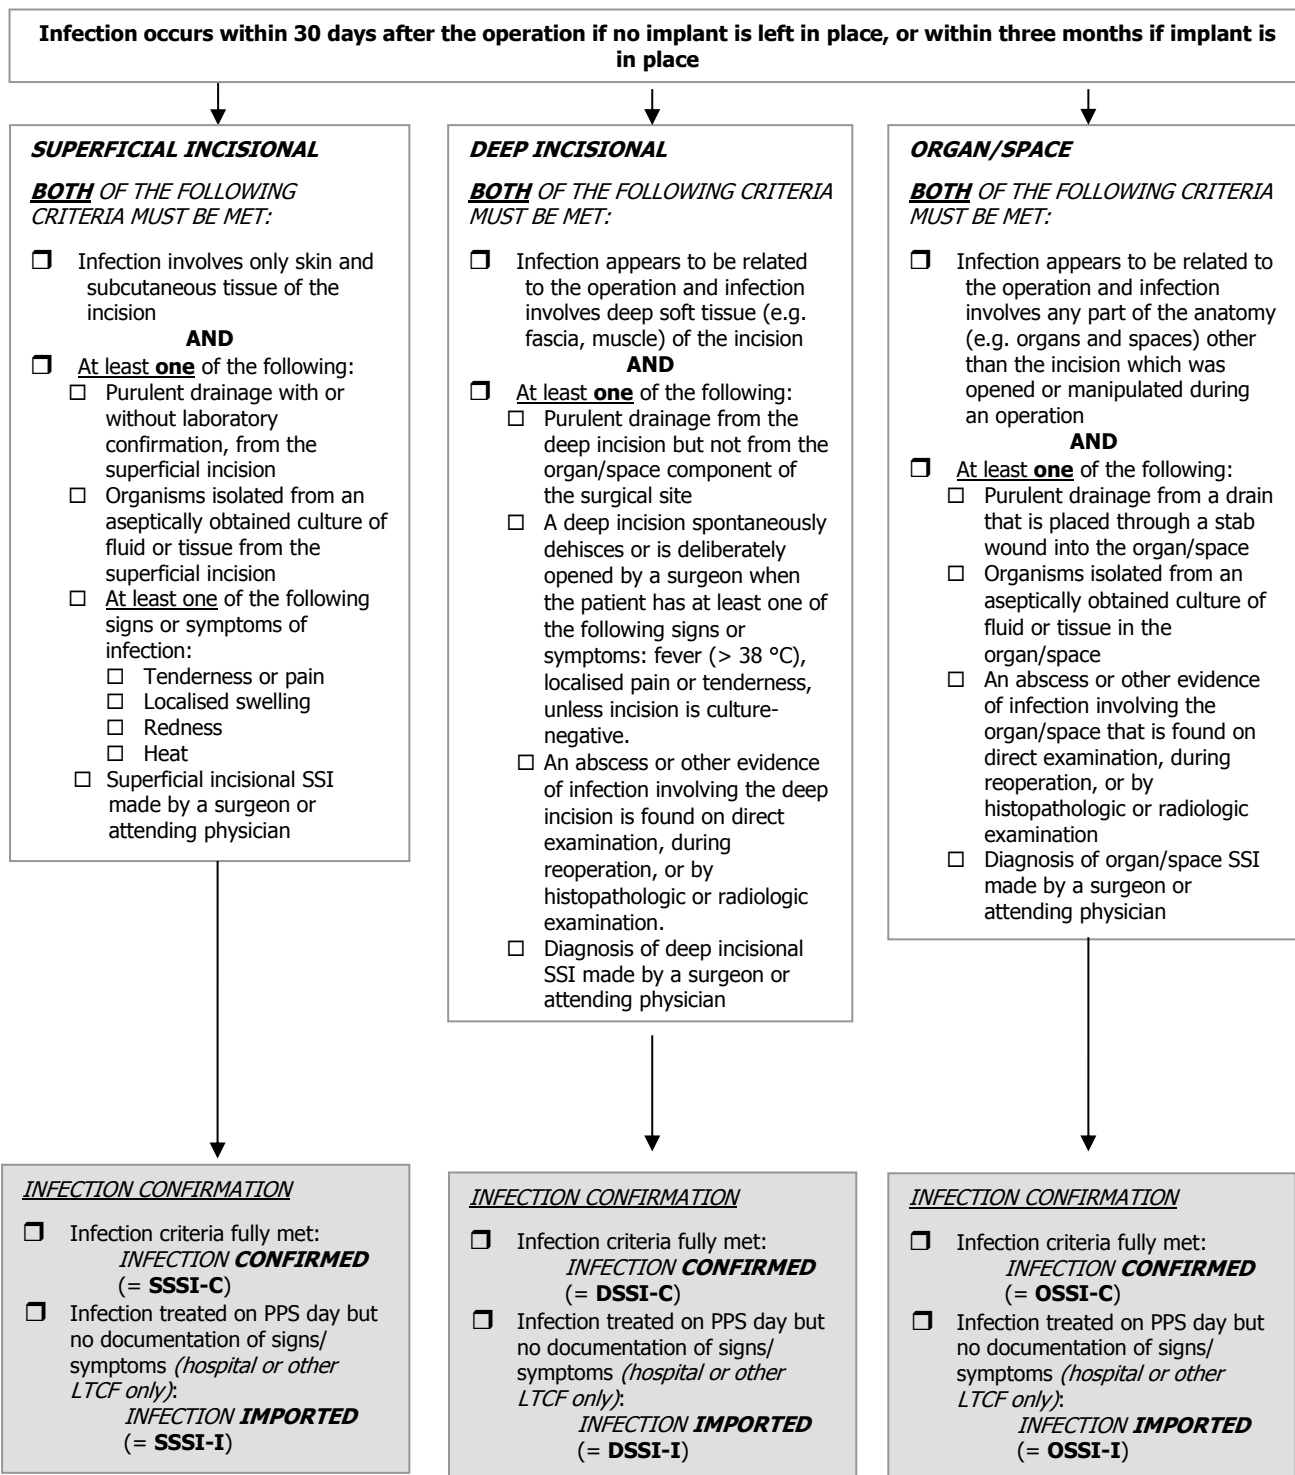 Infection occurs within 30 days after the operation if no implant is left in place, or within three months if implant is
in place
SUPERFICIAL INCISIONAL
BOTH OF THE FOLLOWING
CRITERIA MUST BE MET:
Infection involves only skin and
subcutaneous tissue of the
incision
AND
At least one of the following:
Purulent drainage with or
without laboratory
confirmation, from the
superficial incision
Organisms isolated from an
aseptically obtained culture of
fluid or tissue from the
superficial incision
At least one of the following
signs or symptoms of
infection:
Tenderness or pain
Localised swelling
Redness
Heat
Superficial incisional SSI
made by a surgeon or
attending physician
DEEP INCISIONAL
BOTH OF THE FOLLOWING CRITERIA
MUST BE MET:
Infection appears to be related
to the operation and infection
involves deep soft tissue (e.g.
fascia, muscle) of the incision
AND
At least one of the following:
Purulent drainage from the
deep incision but not from the
organ/space component of
the surgical site
A deep incision spontaneously
dehisces or is deliberately
opened by a surgeon when
the patient has at least one of
the following signs or
symptoms: fever (> 38 °C),
localised pain or tenderness,
unless incision is culture-
negative.
An abscess or other evidence
of infection involving the deep
incision is found on direct
examination, during
reoperation, or by
histopathologic or radiologic
examination.
Diagnosis of deep incisional
SSI made by a surgeon or
attending physician
ORGAN/SPACE
BOTH OF THE FOLLOWING CRITERIA
MUST BE MET:
Infection appears to be related to
the operation and infection
involves any part of the anatomy
(e.g. organs and spaces) other
than the incision which was
opened or manipulated during
an operation
AND
At least one of the following:
Purulent drainage from a drain
that is placed through a stab
wound into the organ/space
Organisms isolated from an
aseptically obtained culture of
fluid or tissue in the
organ/space
An abscess or other evidence
of infection involving the
organ/space that is found on
direct examination, during
reoperation, or by
histopathologic or radiologic
examination
Diagnosis of organ/space SSI
made by a surgeon or
attending physician
INFECTION CONFIRMATION
Infection criteria fully met:
INFECTION CONFIRMED
(= SSSI-C)
Infection treated on PPS day but
no documentation of signs/
symptoms (hospital or other
LTCF only):
INFECTION IMPORTED
(= SSSI-I)
INFECTION CONFIRMATION
Infection criteria fully met:
INFECTION CONFIRMED
(= DSSI-C)
Infection treated on PPS day but
no documentation of signs/
symptoms (hospital or other
LTCF only):
INFECTION IMPORTED
(= DSSI-I)
INFECTION CONFIRMATION
Infection criteria fully met:
INFECTION CONFIRMED
(= OSSI-C)
Infection treated on PPS day but
no documentation of signs/
symptoms (hospital or other
LTCF only):
INFECTION IMPORTED
(= OSSI-I)